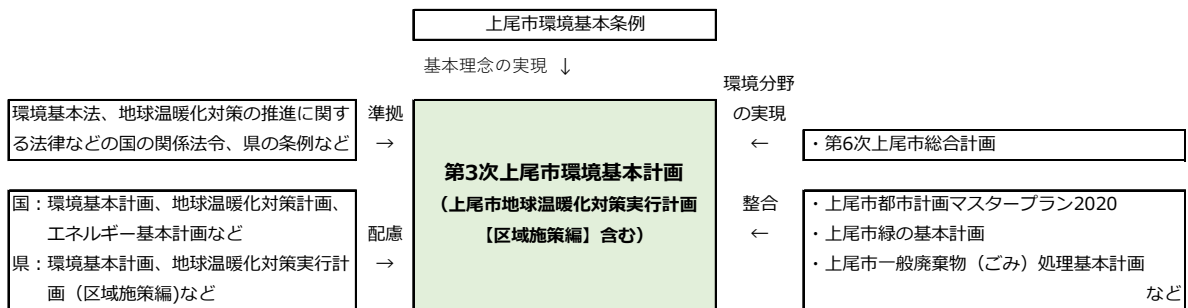 上尾市環境基本条例
基本理念の実現 ↓
環境基本法、地球温暖化対策の推進に関す
る法律などの国の関係法令、県の条例など
準拠
→
国：環境基本計画、地球温暖化対策計画、
エネルギー基本計画など
県：環境基本計画、地球温暖化対策実行計
画（区域施策編)など
配慮
→
第3次上尾市環境基本計画
（上尾市地球温暖化対策実行計画
【区域施策編】含む）
環境分野
の実現
←
・第6次上尾市総合計画
整合
←
・上尾市都市計画マスタープラン2020
・上尾市緑の基本計画
・上尾市一般廃棄物（ごみ）処理基本計画
など